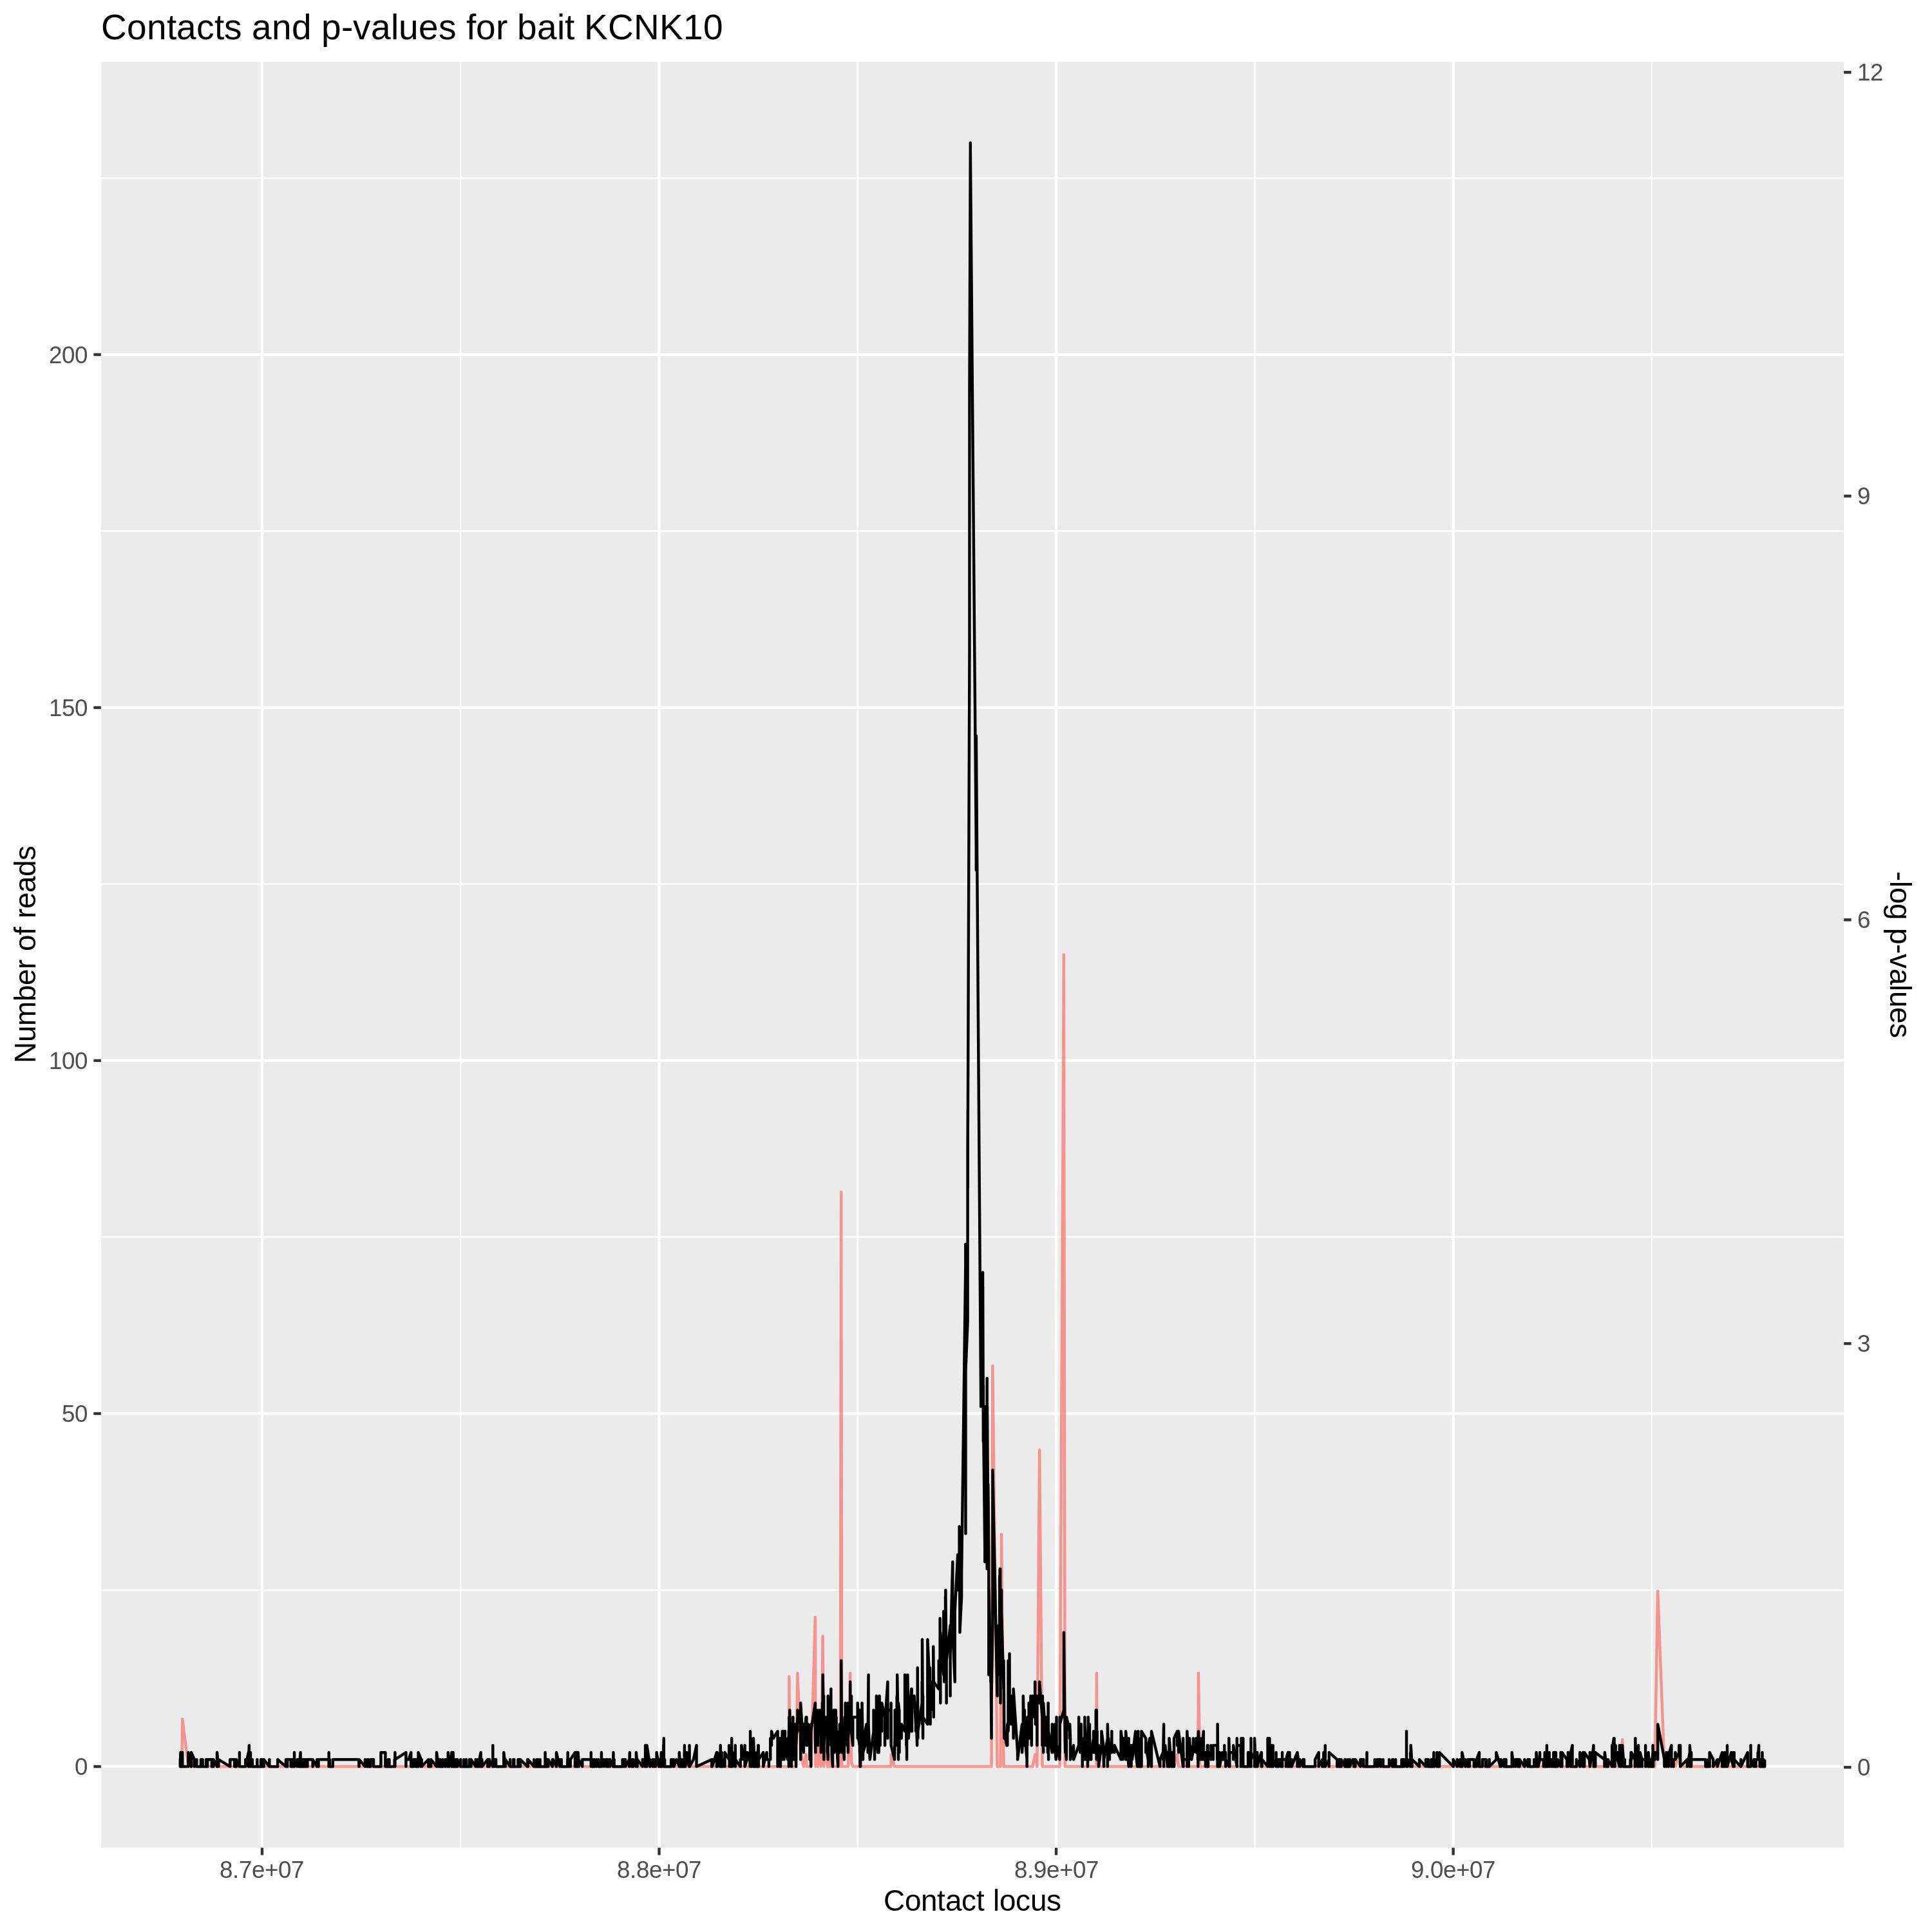 Contacts and p-values for bait KCNK10
12
9
6
3
0
-log p-values
200
150
100
50
0
Number of reads
8.7e+07 8.8e+07 8.9e+07 9.0e+07
Contact locus